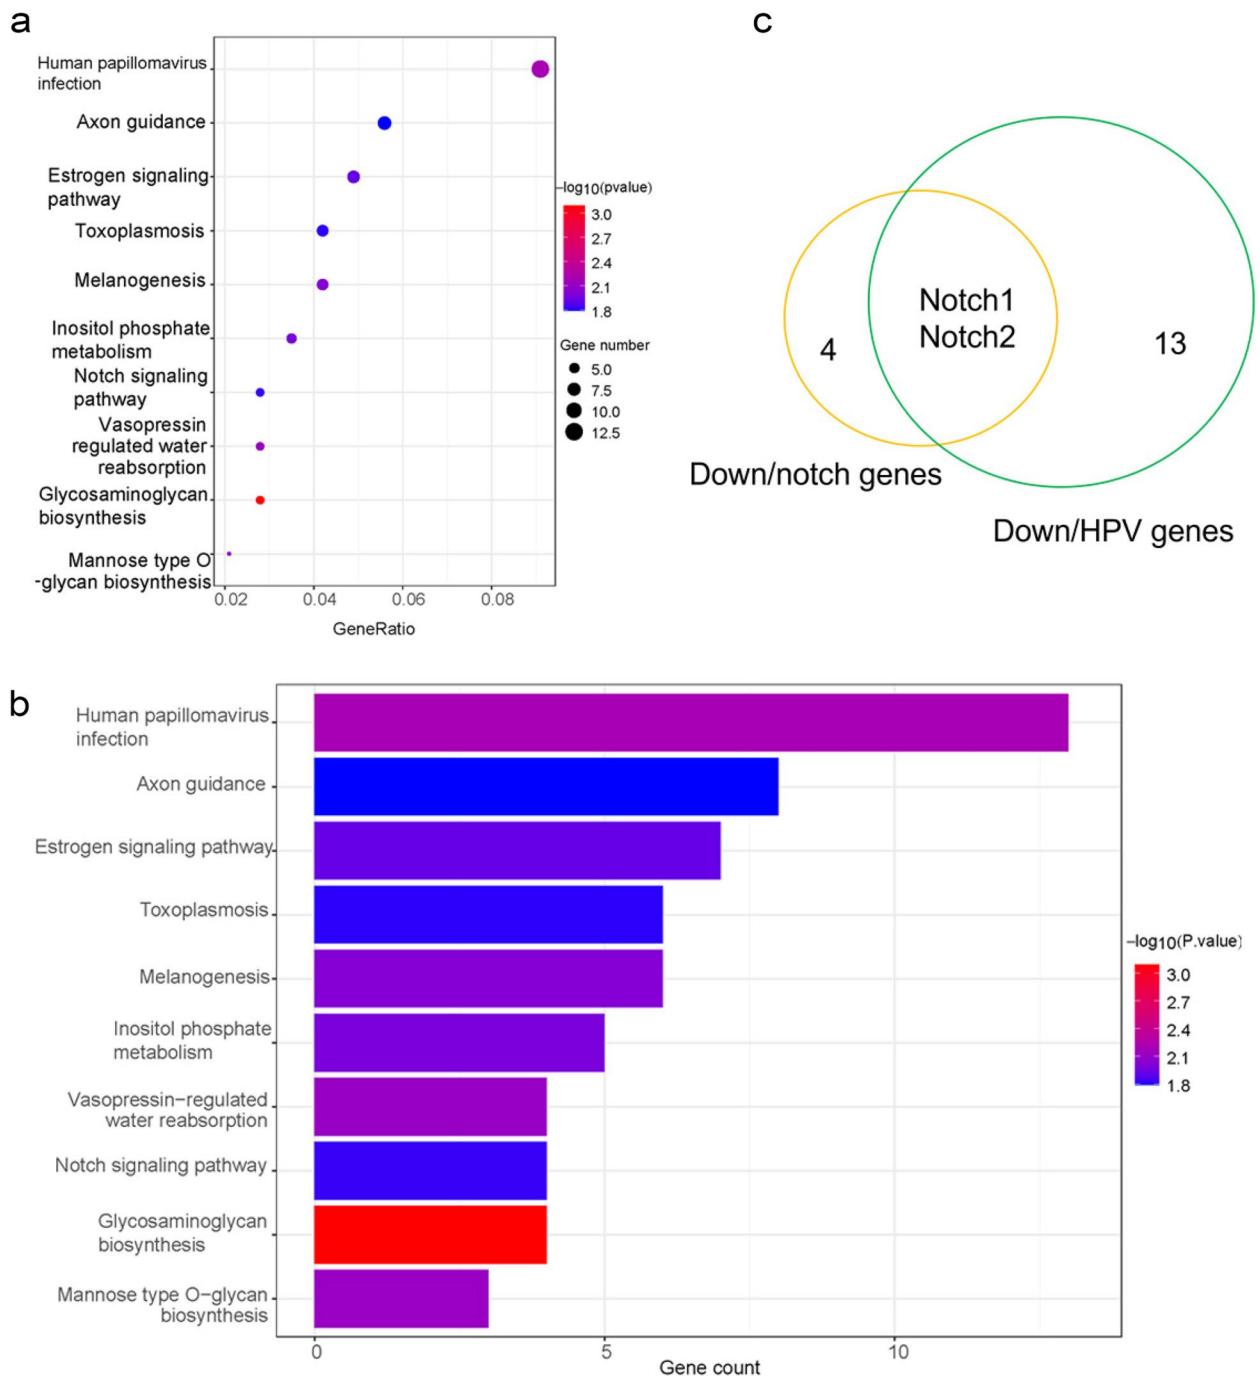 a
Human papillomavirus
infection
Axon guidance
Estrogen signaling
pathway
Toxoplasmosis
Melanogenesis
Inositol phosphate
metabolism
Notch signaling
pathway
Vasopressin
regulated water
reabsorption
Glycosaminoglycan
biosynthesis
Mannose type O
-glycan biosynthesis
0.02
0.04
0.06
0.08
GeneRatio
−log10(pvalue)
3.0
2.7
2.4
2.1
1.8
Gene number
5.0
7.5
10.0
12.5
c
4
Notch1
Notch2
13
Down/notch genes
Down/HPV genes
b
Human papillomavirus
infection
Axon guidance
Estrogen signaling pathway
Toxoplasmosis
Melanogenesis
Inositol phosphate
metabolism
Vasopressin−regulated
water reabsorption
Notch signaling pathway
Glycosaminoglycan
biosynthesis
Mannose type O−glycan
biosynthesis
0
5
10
Gene count
−log10(P.value)
3.0
2.7
2.4
2.1
1.8